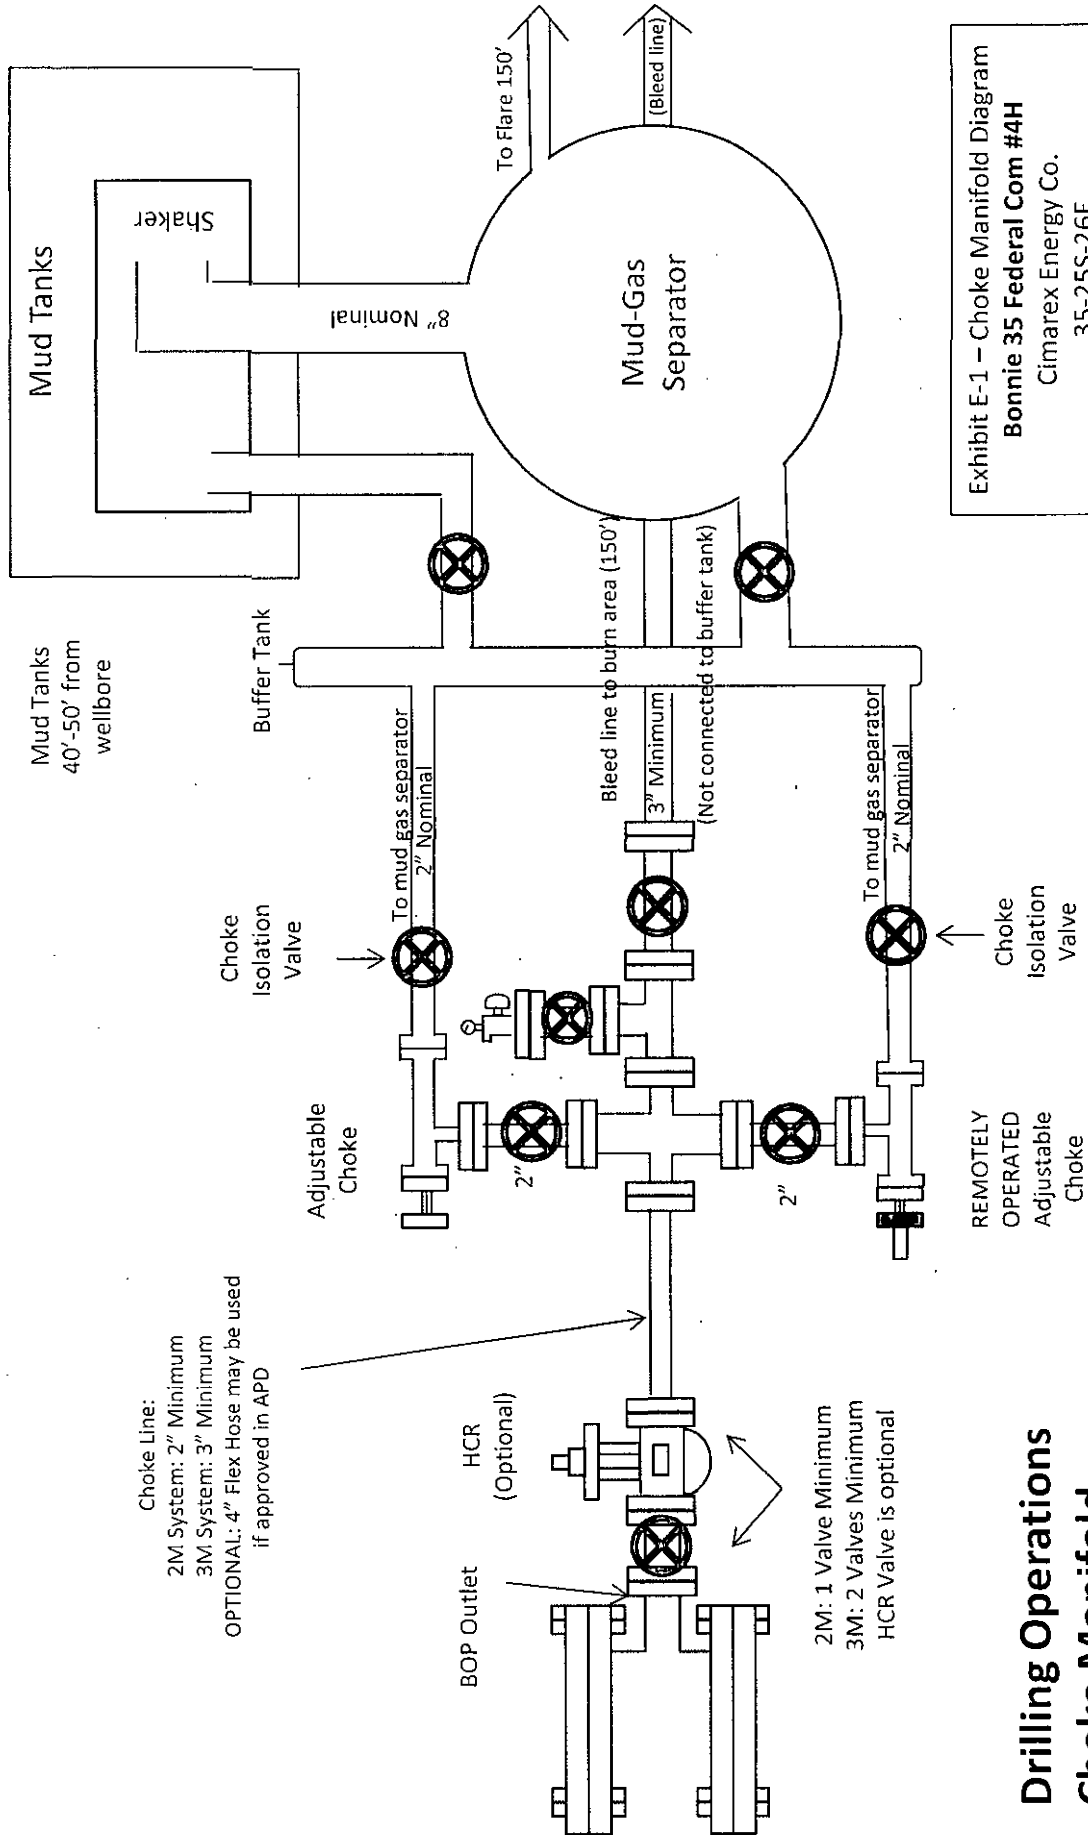 Mud Tanks
Shaker
8" Nominal
To Flare 150'
(Bleed line)
Mud-Gas
Separator
Mud Tanks
40'-50' from
wellbore
Buffer Tank
Bleed line to burn area (150')
3" Minimum
(Not connected to buffer tank)
To mud gas separator
2" Nominal
Choke
Isolation
Valve
Adjustable
Choke
2"
2"
To mud gas separator
2" Nominal
Choke
Isolation
Valve
REMOTELY
OPERATED
Adjustable
Choke
Choke Line:
2M System: 2" Minimum
3M System: 3" Minimum
OPTIONAL: 4" Flex Hose may be used
if approved in APD
HCR
(Optional)
BOP Outlet
2M: 1 Valve Minimum
3M: 2 Valves Minimum
HCR Valve is optional
Drilling Operations
Choke Manifold
Exhibit E-1 – Choke Manifold Diagram
Bonnie 35 Federal Com #4H
Cimarex Energy Co.
35-25S-26E